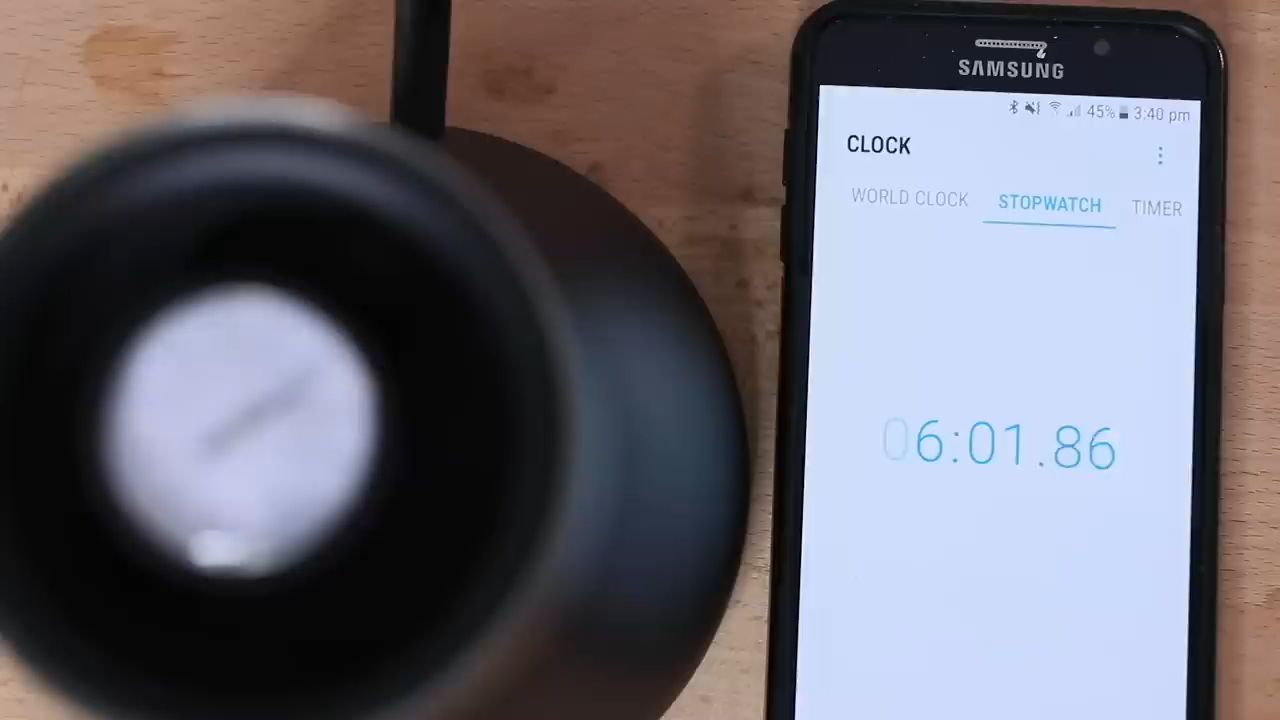 SAMSUNG
45% 3:40 pm
CLOCK
WORLD CLOCK STOPWATCH TIMER
06:01.86